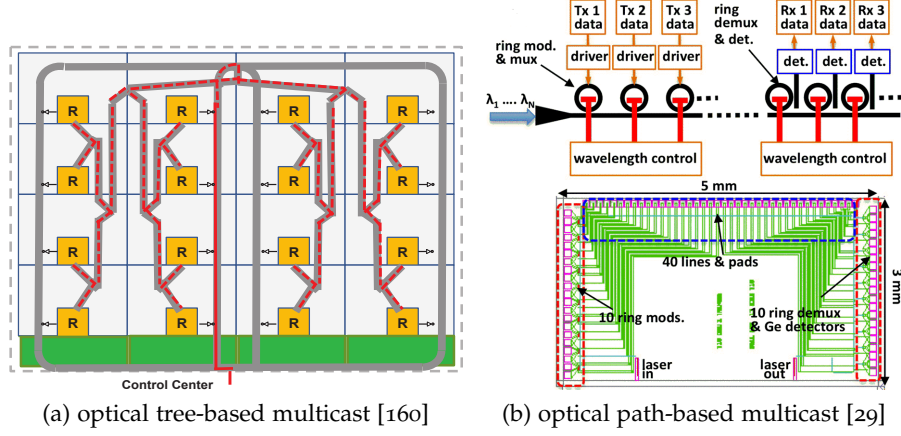 R R R R
R R R R
R R R R
R R R R
Control Center
(a) optical tree-based multicast [160]
Tx 1 data
Tx 2 data
Tx 3 data
ring mod. & mux
driver driver driver
λ1 .... λN
wavelength control
ring demux & det.
Rx 1 data
Rx 2 data
Rx 3 data
det. det. det.
wavelength control
5 mm
3 mm
40 lines & pads
10 ring mods.
10 ring demux & Ge detectors
laser in
laser out
(b) optical path-based multicast [29]